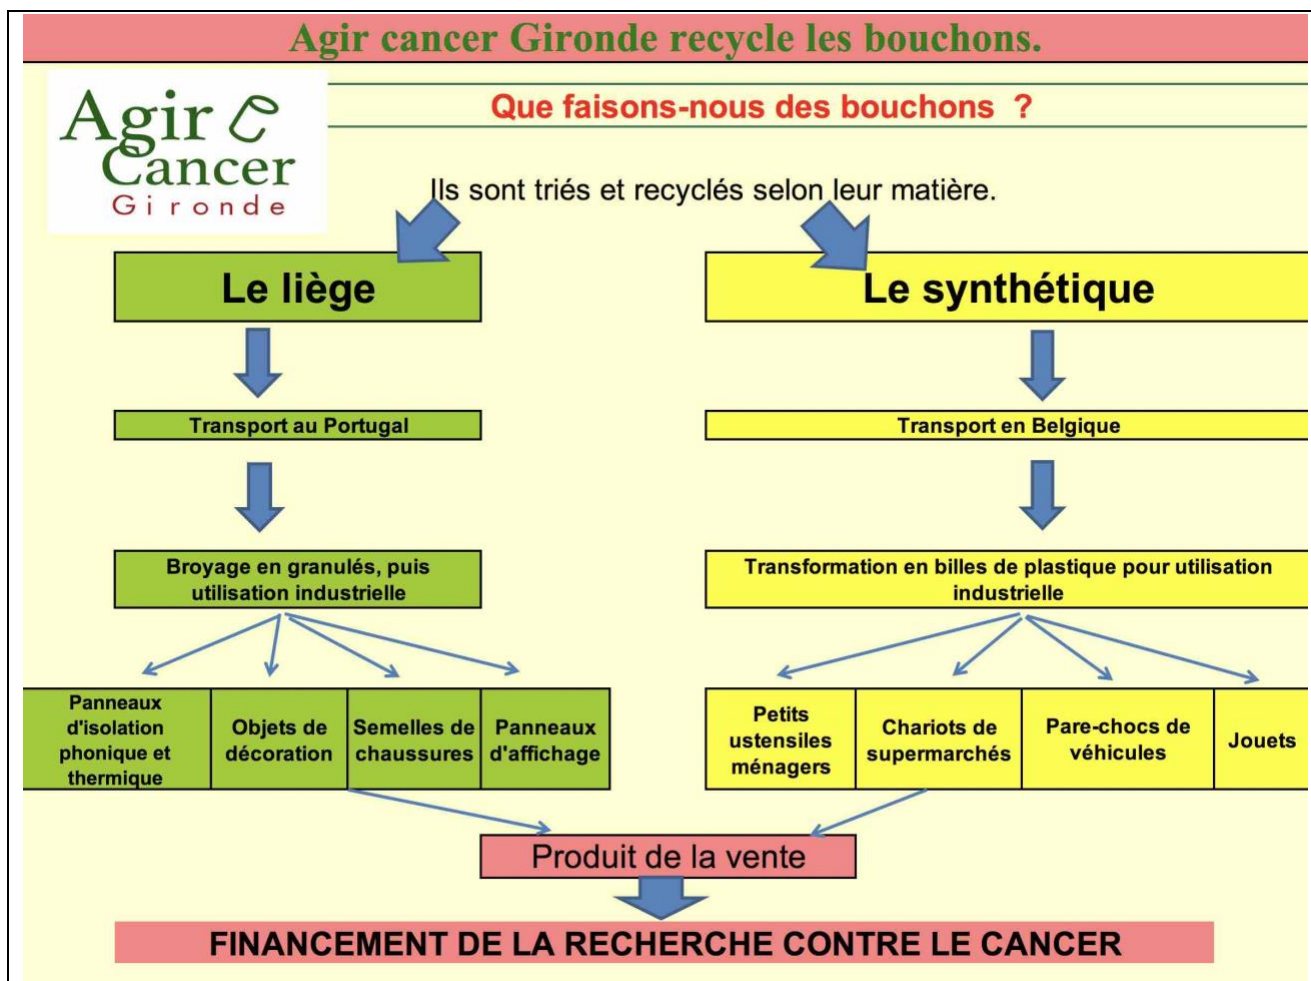 Agir cancer Gironde recycle les bouchons.
Agir
Cancer
Gironde
Que faisons-nous des bouchons ?
Ils sont triés et recyclés selon leur matière.
Le liège
Le synthétique
Transport au Portugal
Transport en Belgique
Broyage en granulés, puis
utilisation industrielle
Transformation en billes de plastique pour utilisation
industrielle
Panneaux
d'isolation
phonique et
thermique
Objets de
décoration
Semelles de
chaussures
Panneaux
d'affichage
Petits
ustensiles
ménagers
Chariots de
supermarchés
Pare-chocs de
véhicules
Jouets
Produit de la vente
FINANCEMENT DE LA RECHERCHE CONTRE LE CANCER